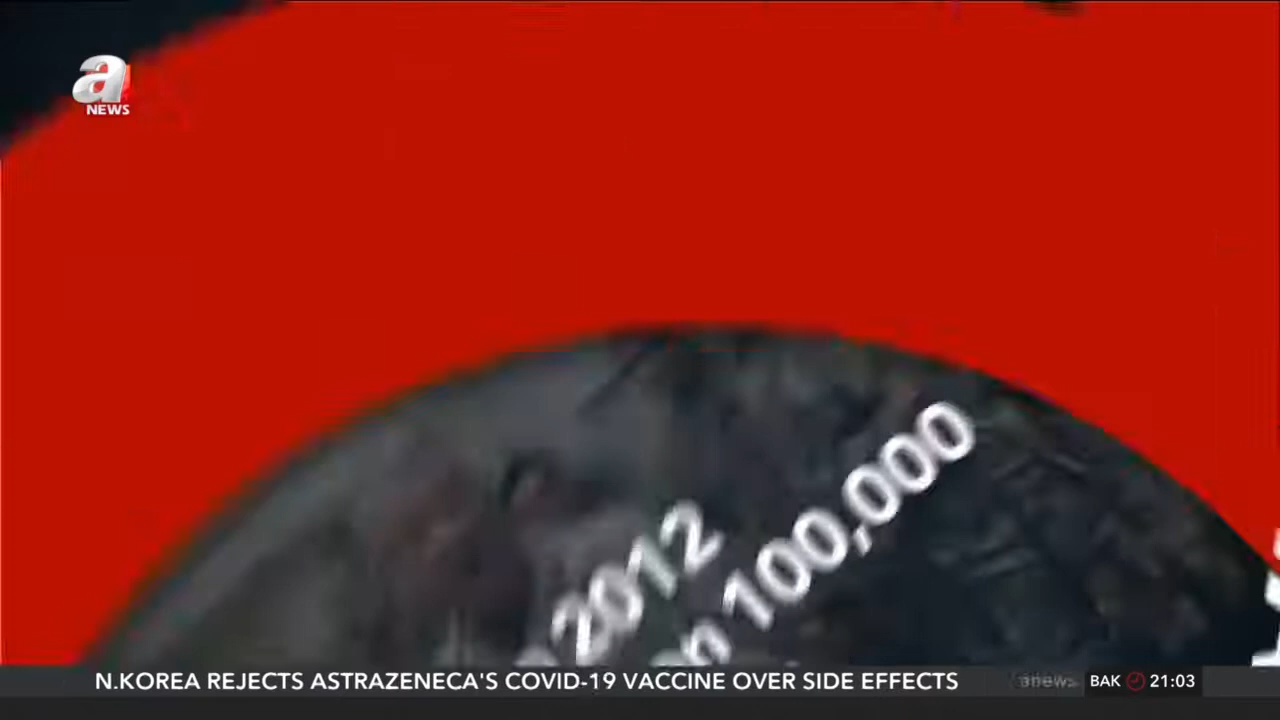 a
NEWS
2012
100,000
N.KOREA REJECTS ASTRAZENECA'S COVID-19 VACCINE OVER SIDE EFFECTS
anews
BAK 21:03